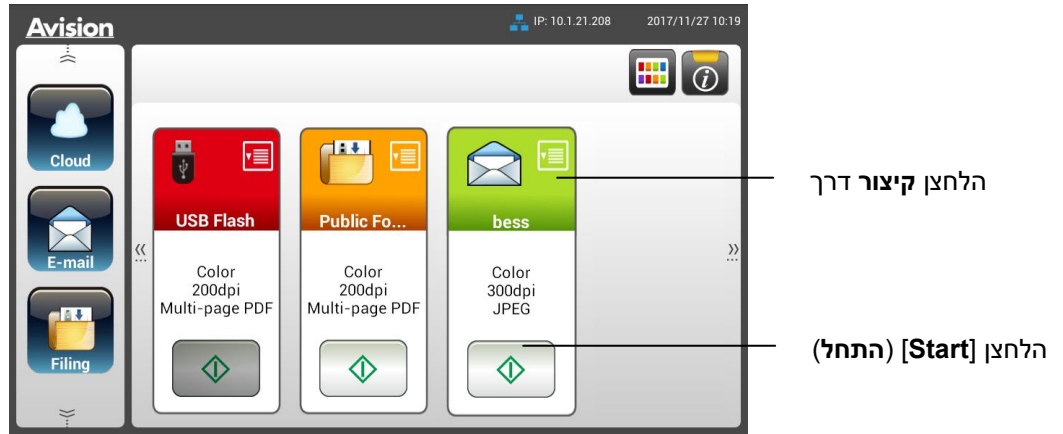 Avision
IP: 10.1.21.208
2017/11/27 10:19
Cloud
E-mail
Filing
USB Flash
Color
200dpi
Multi-page PDF
Public Fo...
Color
200dpi
Multi-page PDF
bess
Color
300dpi
JPEG
הלחצן קיצור דרך
הלחצן [Start] (התחל)